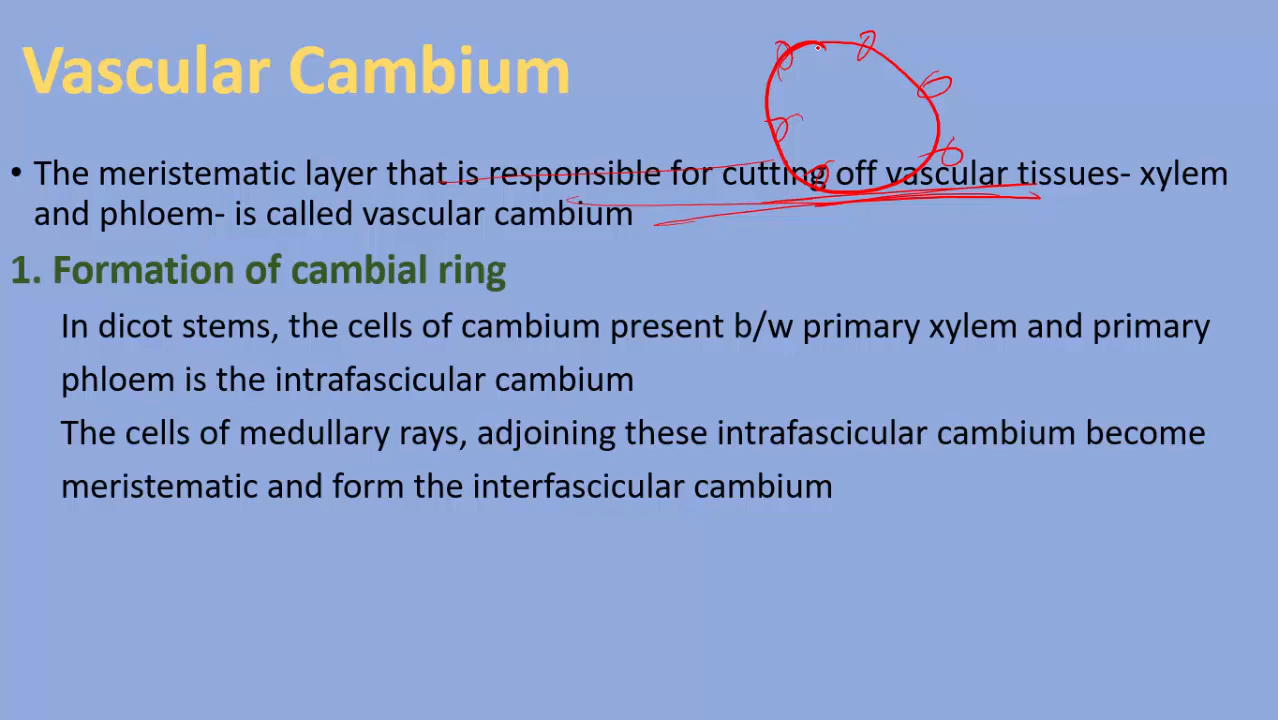 Vascular Cambium
• The meristematic layer that is responsible for cutting off vascular tissues- xylem
and phloem- is called vascular cambium
1. Formation of cambial ring
In dicot stems, the cells of cambium present b/w primary xylem and primary
phloem is the intrafascicular cambium
The cells of medullary rays, adjoining these intrafascicular cambium become
meristematic and form the interfascicular cambium